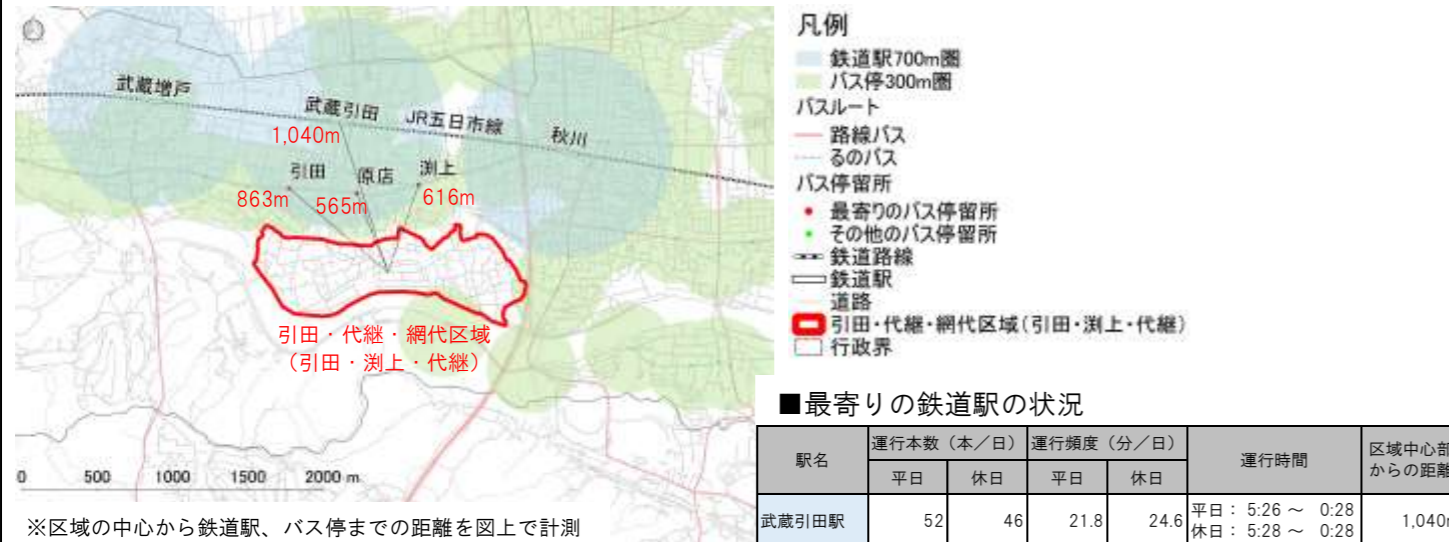 武蔵増戸
武蔵引田
1,040m
JR五日市線
秋川
引田
863m
原店
565m
渕上
616m
引田・代継・網代区域
（引田・渕上・代継）
0 500 1000 1500 2000 m
※区域の中心から鉄道駅、バス停までの距離を図上で計測
凡例
鉄道駅700m圏
バス停300m圏
バスルート
路線バス
るのバス
バス停留所
最寄りのバス停留所
その他のバス停留所
鉄道路線
鉄道駅
道路
引田・代継・網代区域(引田・渕上・代継)
行政界
■最寄りの鉄道駅の状況
駅名 運行本数（本／日） 運行頻度（分／日） 運行時間 区域中心部からの距離
平日 休日 平日 休日
武蔵引田駅 52 46 21.8 24.6 平日： 5:26 ～ 0:28 1,040m
休日： 5:28 ～ 0:28